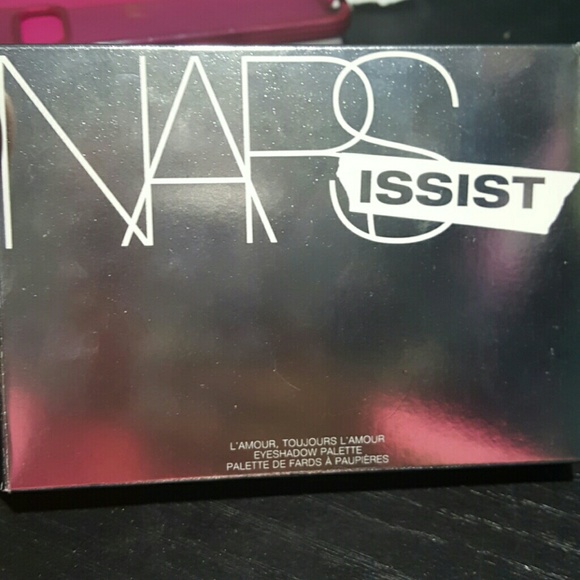 NARS
ISSIST
L'AMOUR, TOUJOURS L'AMOUR
EYESHADOW PALETTE
PALETTE DE FARDS À PAUPIÈRES